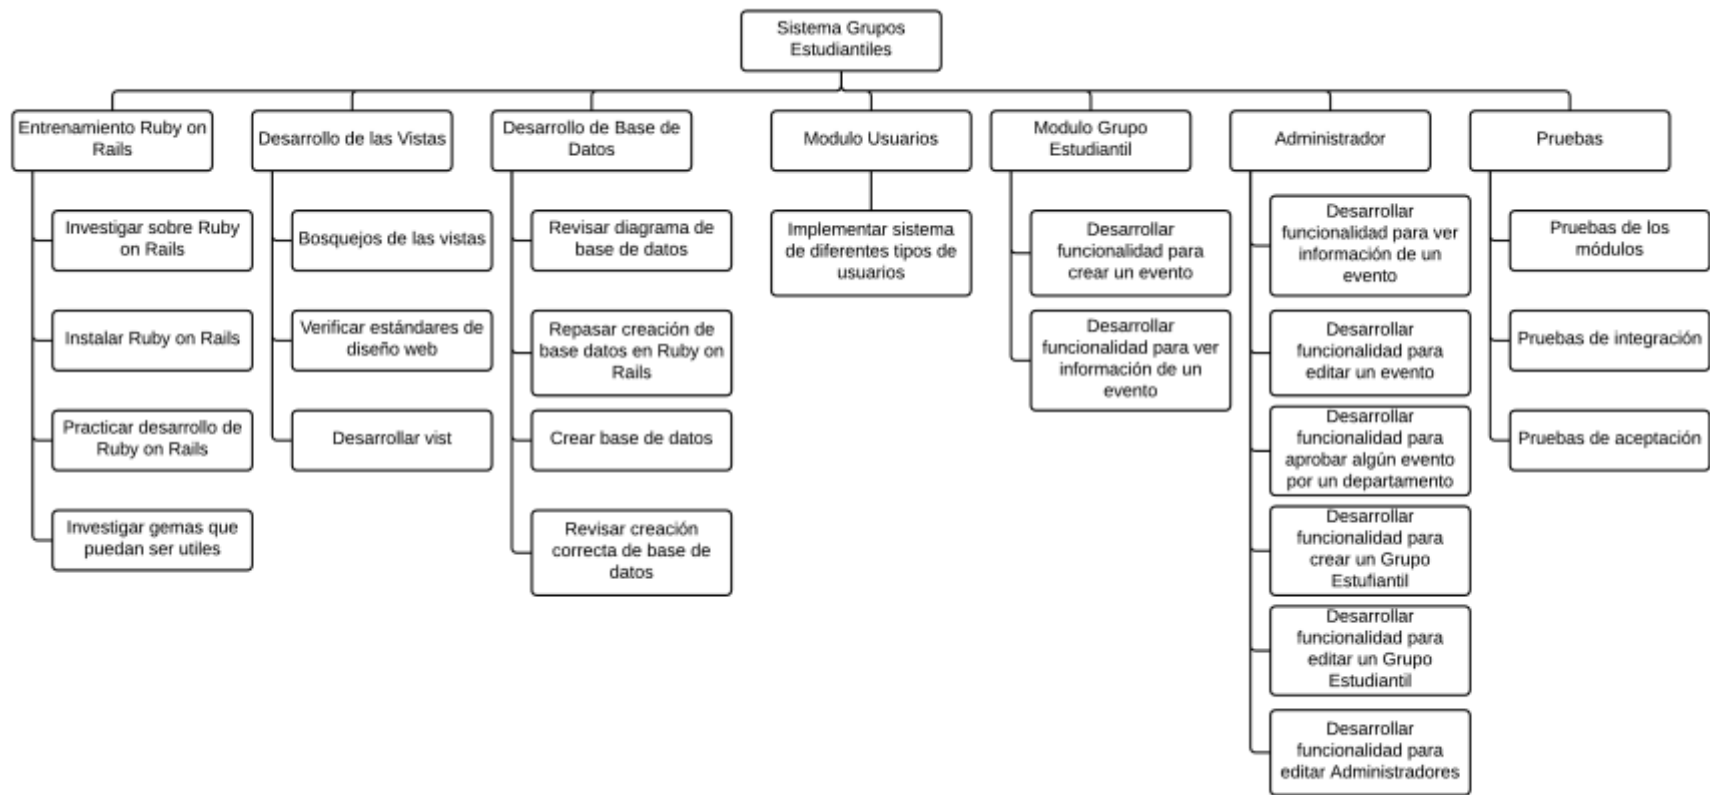 Sistema Grupos
Estudiantiles
Entrenamiento Ruby on
Rails
Desarrollo de las Vistas
Desarrollo de Base de
Datos
Modulo Usuarios
Modulo Grupo
Estudiantil
Administrador
Pruebas
Investigar sobre Ruby
on Rails
Instalar Ruby on Rails
Practicar desarrollo de
Ruby on Rails
Investigar gemas que
puedan ser utiles
Bosquejos de las vistas
Verificar estándares de
diseño web
Desarrollar vist
Revisar diagrama de
base de datos
Repasar creación de
base datos en Ruby on
Rails
Crear base de datos
Revisar creación
correcta de base de
datos
Implementar sistema
de diferentes tipos de
usuarios
Desarrollar
funcionalidad para
crear un evento
Desarrollar
funcionalidad para ver
información de un
evento
Desarrollar
funcionalidad para ver
información de un
evento
Desarrollar
funcionalidad para
editar un evento
Desarrollar
funcionalidad para
aprobar algún evento
por un departamento
Desarrollar
funcionalidad para
crear un Grupo
Estufiantil
Desarrollar
funcionalidad para
editar un Grupo
Estudiantil
Desarrollar
funcionalidad para
editar Administradores
Pruebas de los
módulos
Pruebas de integración
Pruebas de aceptación